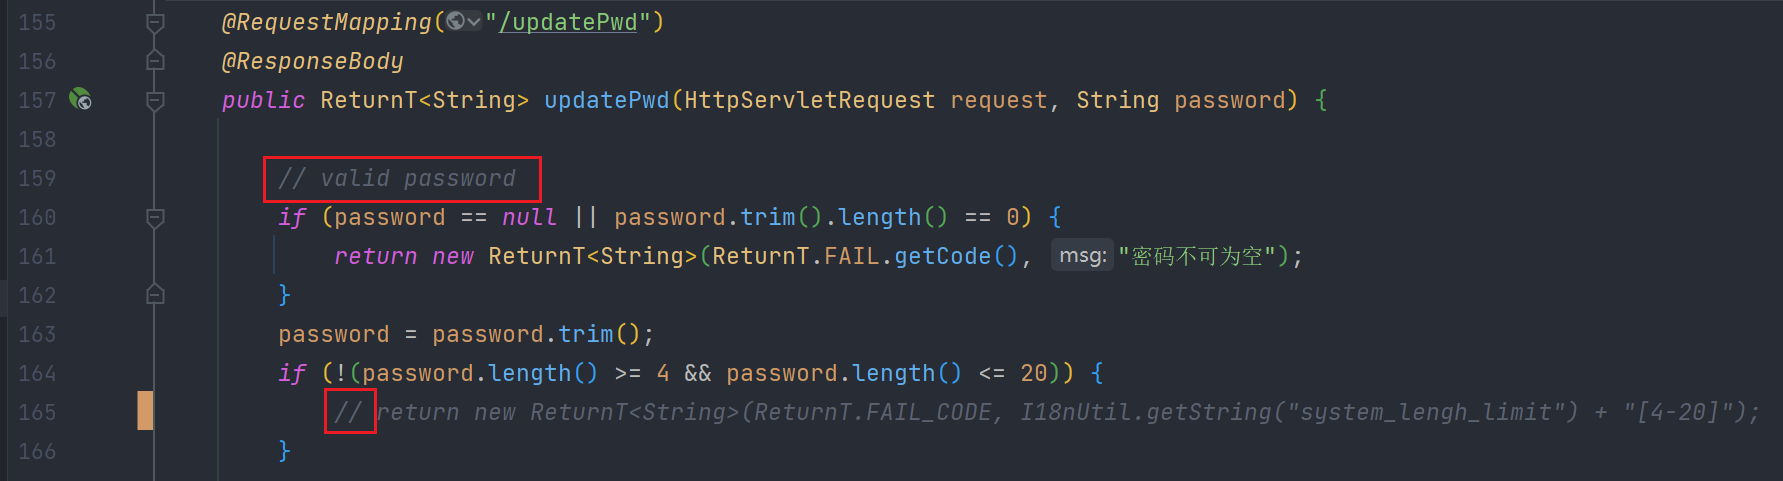 155 @RequestMapping("/updatePwd")
156 @ResponseBody
157 public ReturnT<String> updatePwd(HttpServletRequest request, String password) {
158
159 // valid password
160 if (password == null || password.trim().length() == 0) {
161 return new ReturnT<String>(ReturnT.FAIL.getCode(), msg: "密码不可为空");
162 }
163 password = password.trim();
164 if (!(password.length() >= 4 && password.length() <= 20)) {
165 // return new ReturnT<String>(ReturnT.FAIL_CODE, I18nUtil.getString("system_lengh_limit") + "[4-20]");
166 }